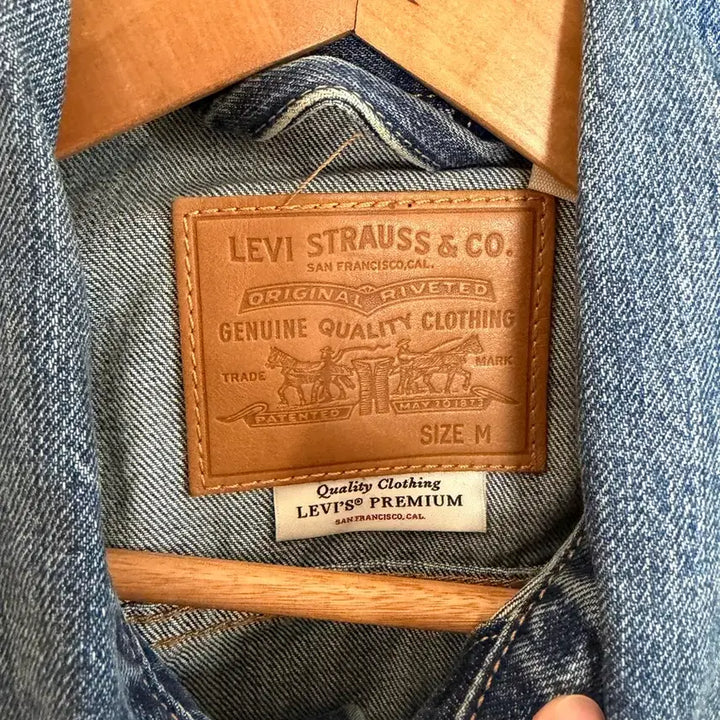 LEVI STRAUSS & CO.
SAN FRANCISCO, CAL.
ORIGINAL RIVETED
GENUINE QUALITY CLOTHING
TRADE MARK
PATENTED MAY 20 1873
SIZE M
Quality Clothing
LEVI'S® PREMIUM
SAN FRANCISCO, CAL.